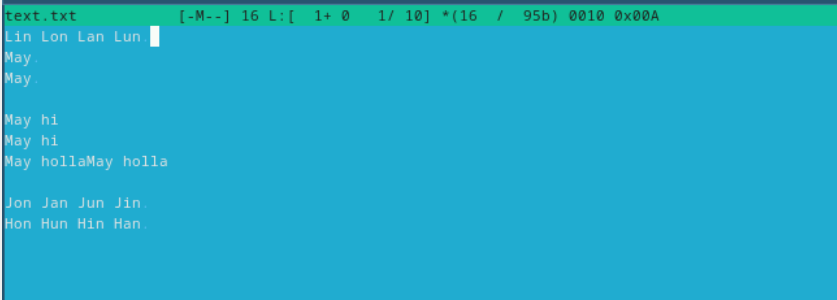 text.txt [-M--] 16 L:[ 1+ 0 1/ 10] *(16 / 95b) 0010 0x00A
Lin Lon Lan Lun.
May.
May.
May hi
May hi
May hollaMay holla
Jon Jan Jun Jin.
Hon Hun Hin Han.